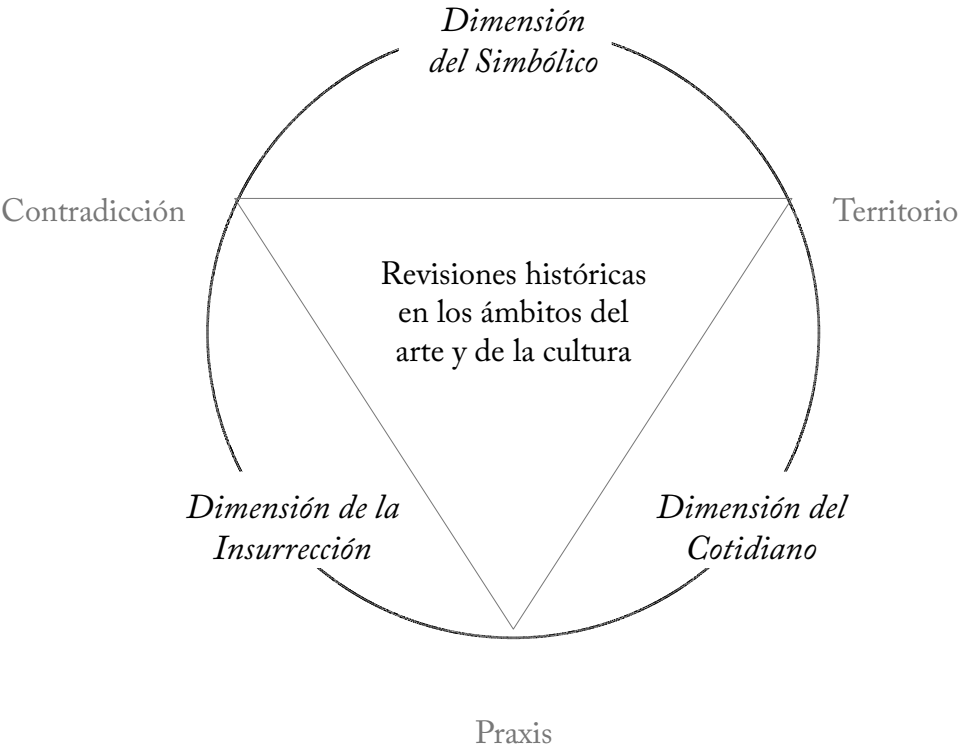 Dimensión
del Simbólico
Contradicción
Territorio
Revisiones históricas
en los ámbitos del
arte y de la cultura
Dimensión de la
Insurrección
Dimensión del
Cotidiano
Praxis